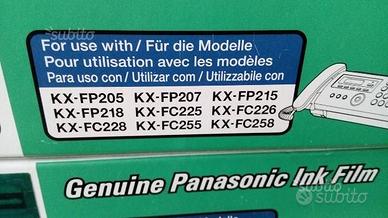 For use with / Für die Modelle
Pour utilisation avec les modèles
Para uso con / Utilizar com / Utilizzabile con
KX-FP205 KX-FP207 KX-FP215
KX-FP218 KX-FC225 KX-FC226
KX-FC228 KX-FC255 KX-FC258
Genuine Panasonic Ink Film
subito
subito